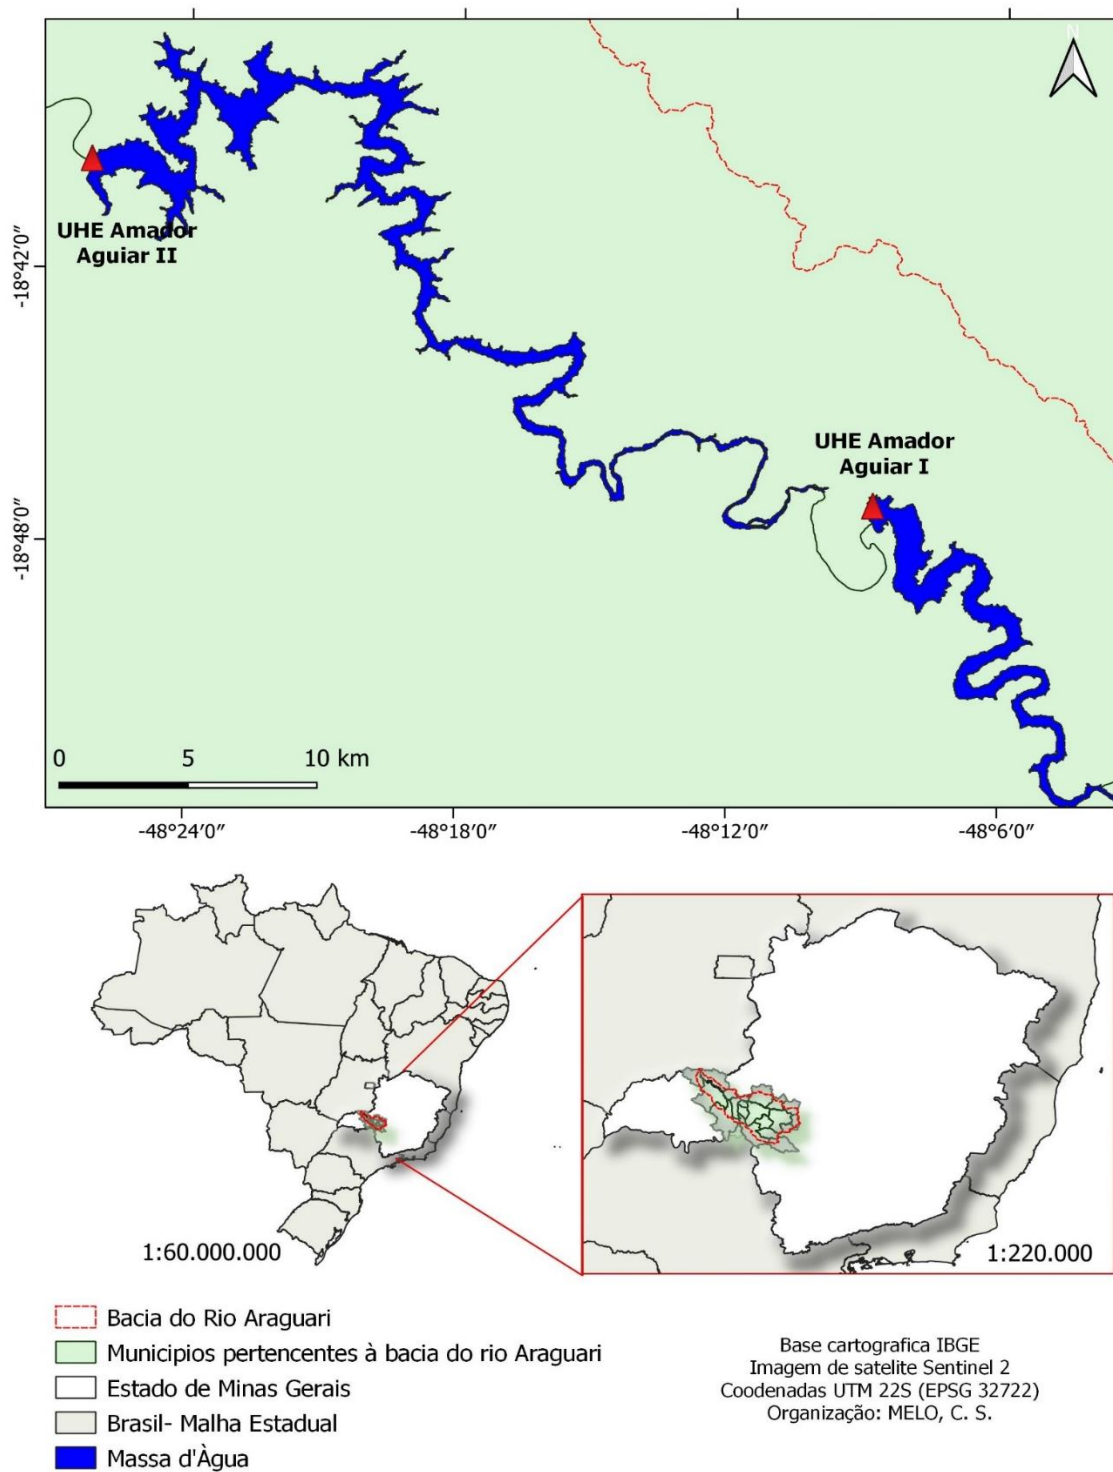 N
UHE Amador
Aguiar II
-18°42'0"
UHE Amador
Aguiar I
-18°48'0"
0 5 10 km
-48°24'0" -48°18'0" -48°12'0" -48°6'0"
1:60.000.000
1:220.000
Bacia do Rio Araguari
Municipios pertencentes à bacia do rio Araguari
Estado de Minas Gerais
Brasil- Malha Estadual
Massa d'Àgua
Base cartografica IBGE
Imagem de satelite Sentinel 2
Coodenadas UTM 22S (EPSG 32722)
Organização: MELO, C. S.